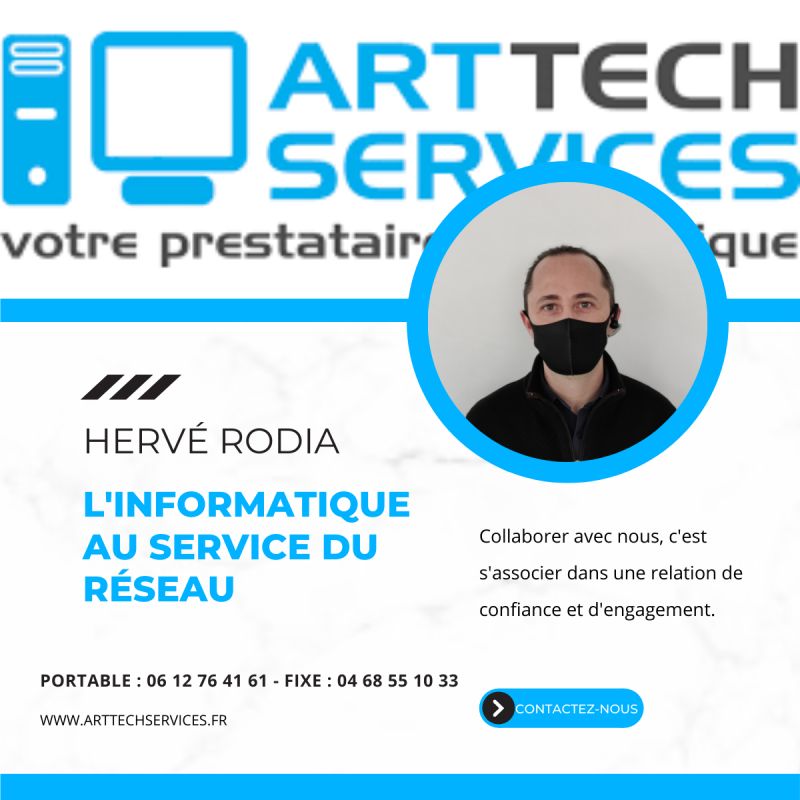 ARTTECH
SERVICES
votre prestatair
que
HERVÉ RODIA
L'INFORMATIQUE
AU SERVICE DU
RÉSEAU
Collaborer avec nous, c'est
s'associer dans une relation de
confiance et d'engagement.
PORTABLE : 06 12 76 41 61 - FIXE : 04 68 55 10 33
WWW.ARTTECHSERVICES.FR
CONTACTEZ-NOUS